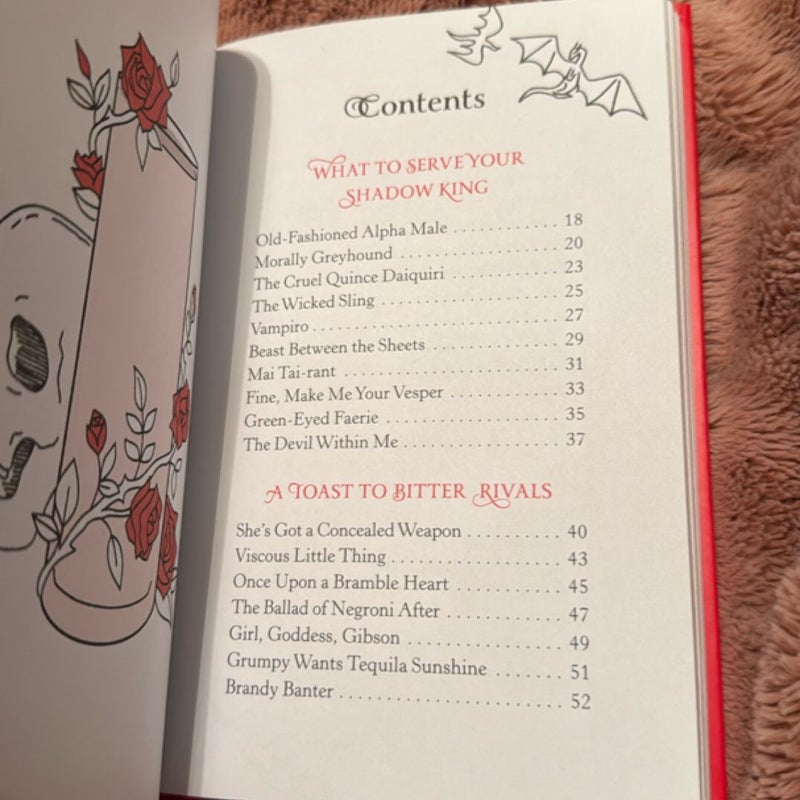 Contents
WHAT TO SERVE YOUR
SHADOW KING
Old-Fashioned Alpha Male . . . . . . . . . . . . 18
Morally Greyhound . . . . . . . . . . . . . . . . . . 20
The Cruel Quince Daiquiri . . . . . . . . . . . . 23
The Wicked Sling . . . . . . . . . . . . . . . . . . . . 25
Vampiro . . . . . . . . . . . . . . . . . . . . . . . . . . . . 27
Beast Between the Sheets . . . . . . . . . . . . . . 29
Mai Tai-rant . . . . . . . . . . . . . . . . . . . . . . . . 31
Fine, Make Me Your Vesper . . . . . . . . . . . . 33
Green-Eyed Faerie . . . . . . . . . . . . . . . . . . . 35
The Devil Within Me . . . . . . . . . . . . . . . . . 37
A TOAST TO BITTER RIVALS
She's Got a Concealed Weapon . . . . . . . . . . 40
Viscous Little Thing . . . . . . . . . . . . . . . . . . 43
Once Upon a Bramble Heart . . . . . . . . . . . . 45
The Ballad of Negroni After . . . . . . . . . . . . 47
Girl, Goddess, Gibson . . . . . . . . . . . . . . . . . 49
Grumpy Wants Tequila Sunshine . . . . . . . 51
Brandy Banter . . . . . . . . . . . . . . . . . . . . . . . 52